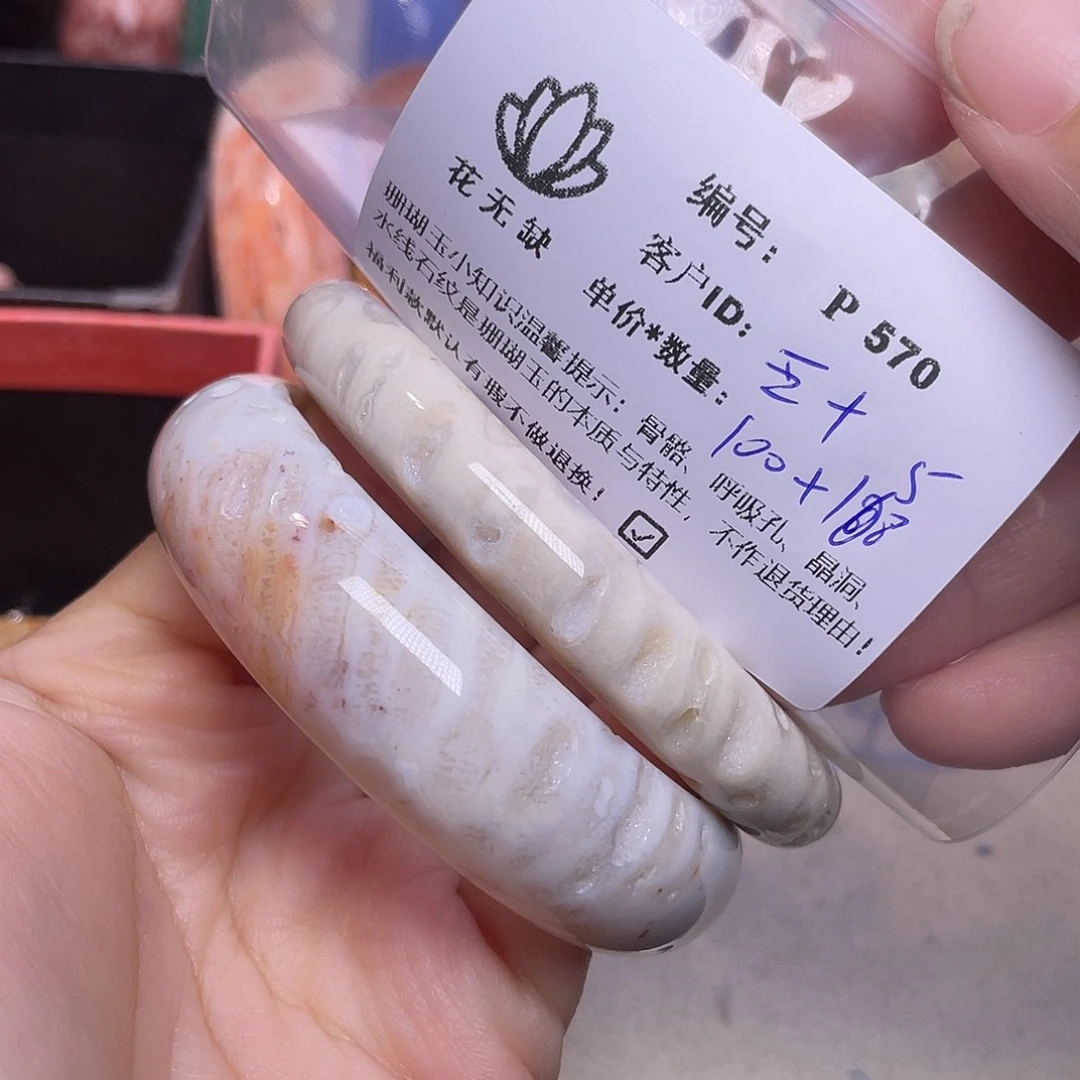 花无缺
编号： P 570
客户ID：
单价*数量： 100+
珊瑚玉小知识温馨提示：骨骼、呼吸孔、晶洞、
水线石纹是珊瑚玉的本质与特性，不作退货理由！
福利款默认有瑕不做退换！